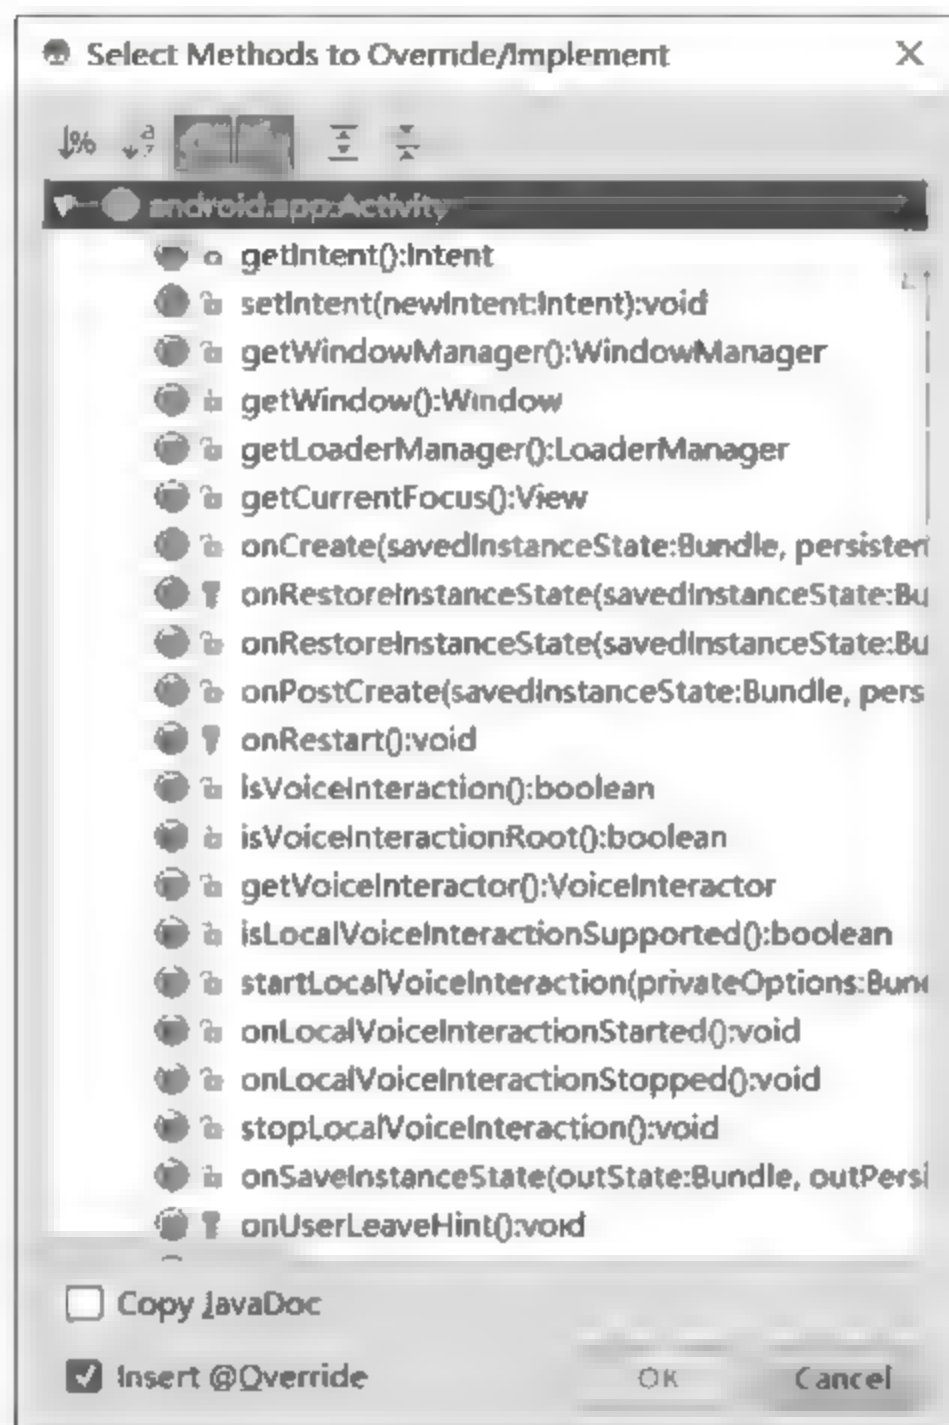 Select Methods to Override/Implement
android.app.Activity
getIntent():Intent
setIntent(newIntent:Intent):void
getWindowManager():WindowManager
getWindow():Window
getLoaderManager():LoaderManager
getCurrentFocus():View
onCreate(savedInstanceState:Bundle, persisten
onRestoreInstanceState(savedInstanceState:Bu
onRestoreInstanceState(savedInstanceState:Bu
onPostCreate(savedInstanceState:Bundle, pers
onRestart():void
isVoiceInteraction():boolean
isVoiceInteractionRoot():boolean
getVoiceInteractor():VoiceInteractor
isLocalVoiceInteractionSupported():boolean
startLocalVoiceInteraction(privateOptions:Bund
onLocalVoiceInteractionStarted():void
onLocalVoiceInteractionStopped():void
stopLocalVoiceInteraction():void
onSaveInstanceState(outState:Bundle, outPersi
onUserLeaveHint():void
Copy JavaDoc
Insert @Override OK Cancel